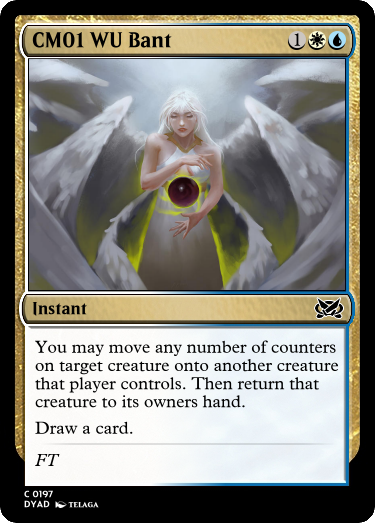 CM01 WU Bant 1
Instant
You may move any number of counters
on target creature onto another creature
that player controls. Then return that
creature to its owners hand.
Draw a card.
FT
C 0197
DYAD TELAGA